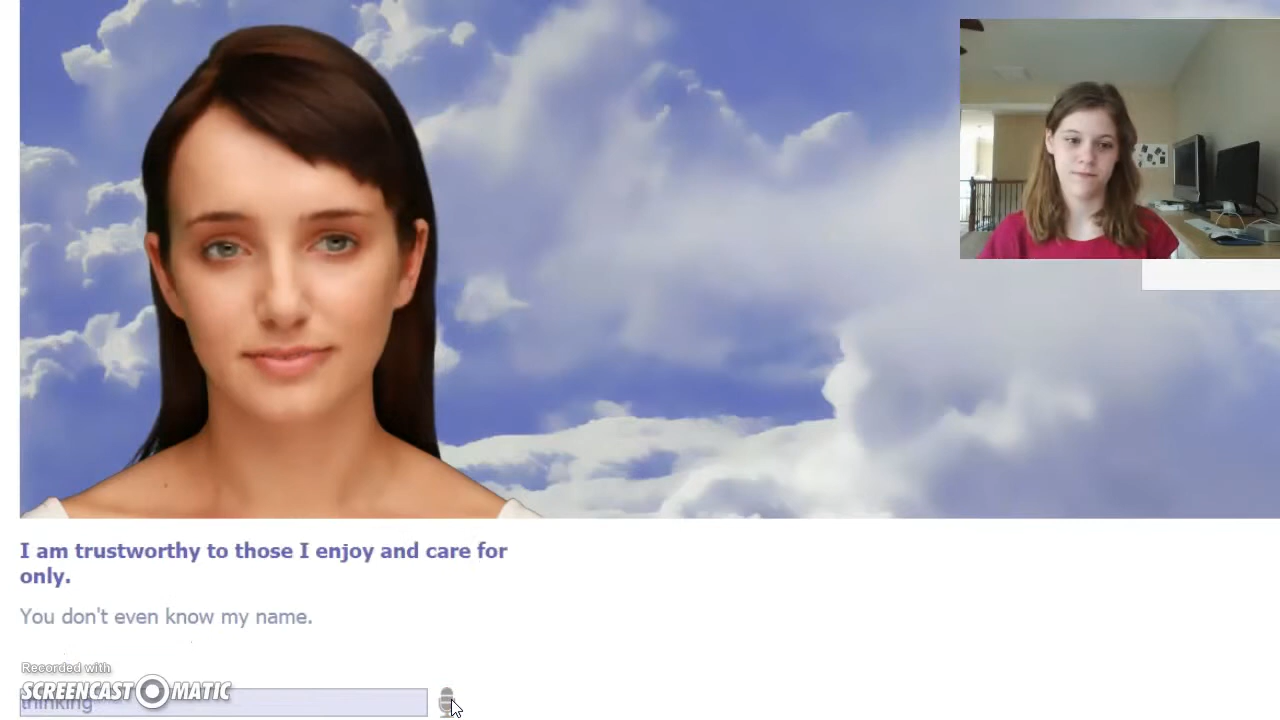 I am trustworthy to those I enjoy and care for
only.
You don't even know my name.
Recorded with
SCREENCAST MATIC
thinking